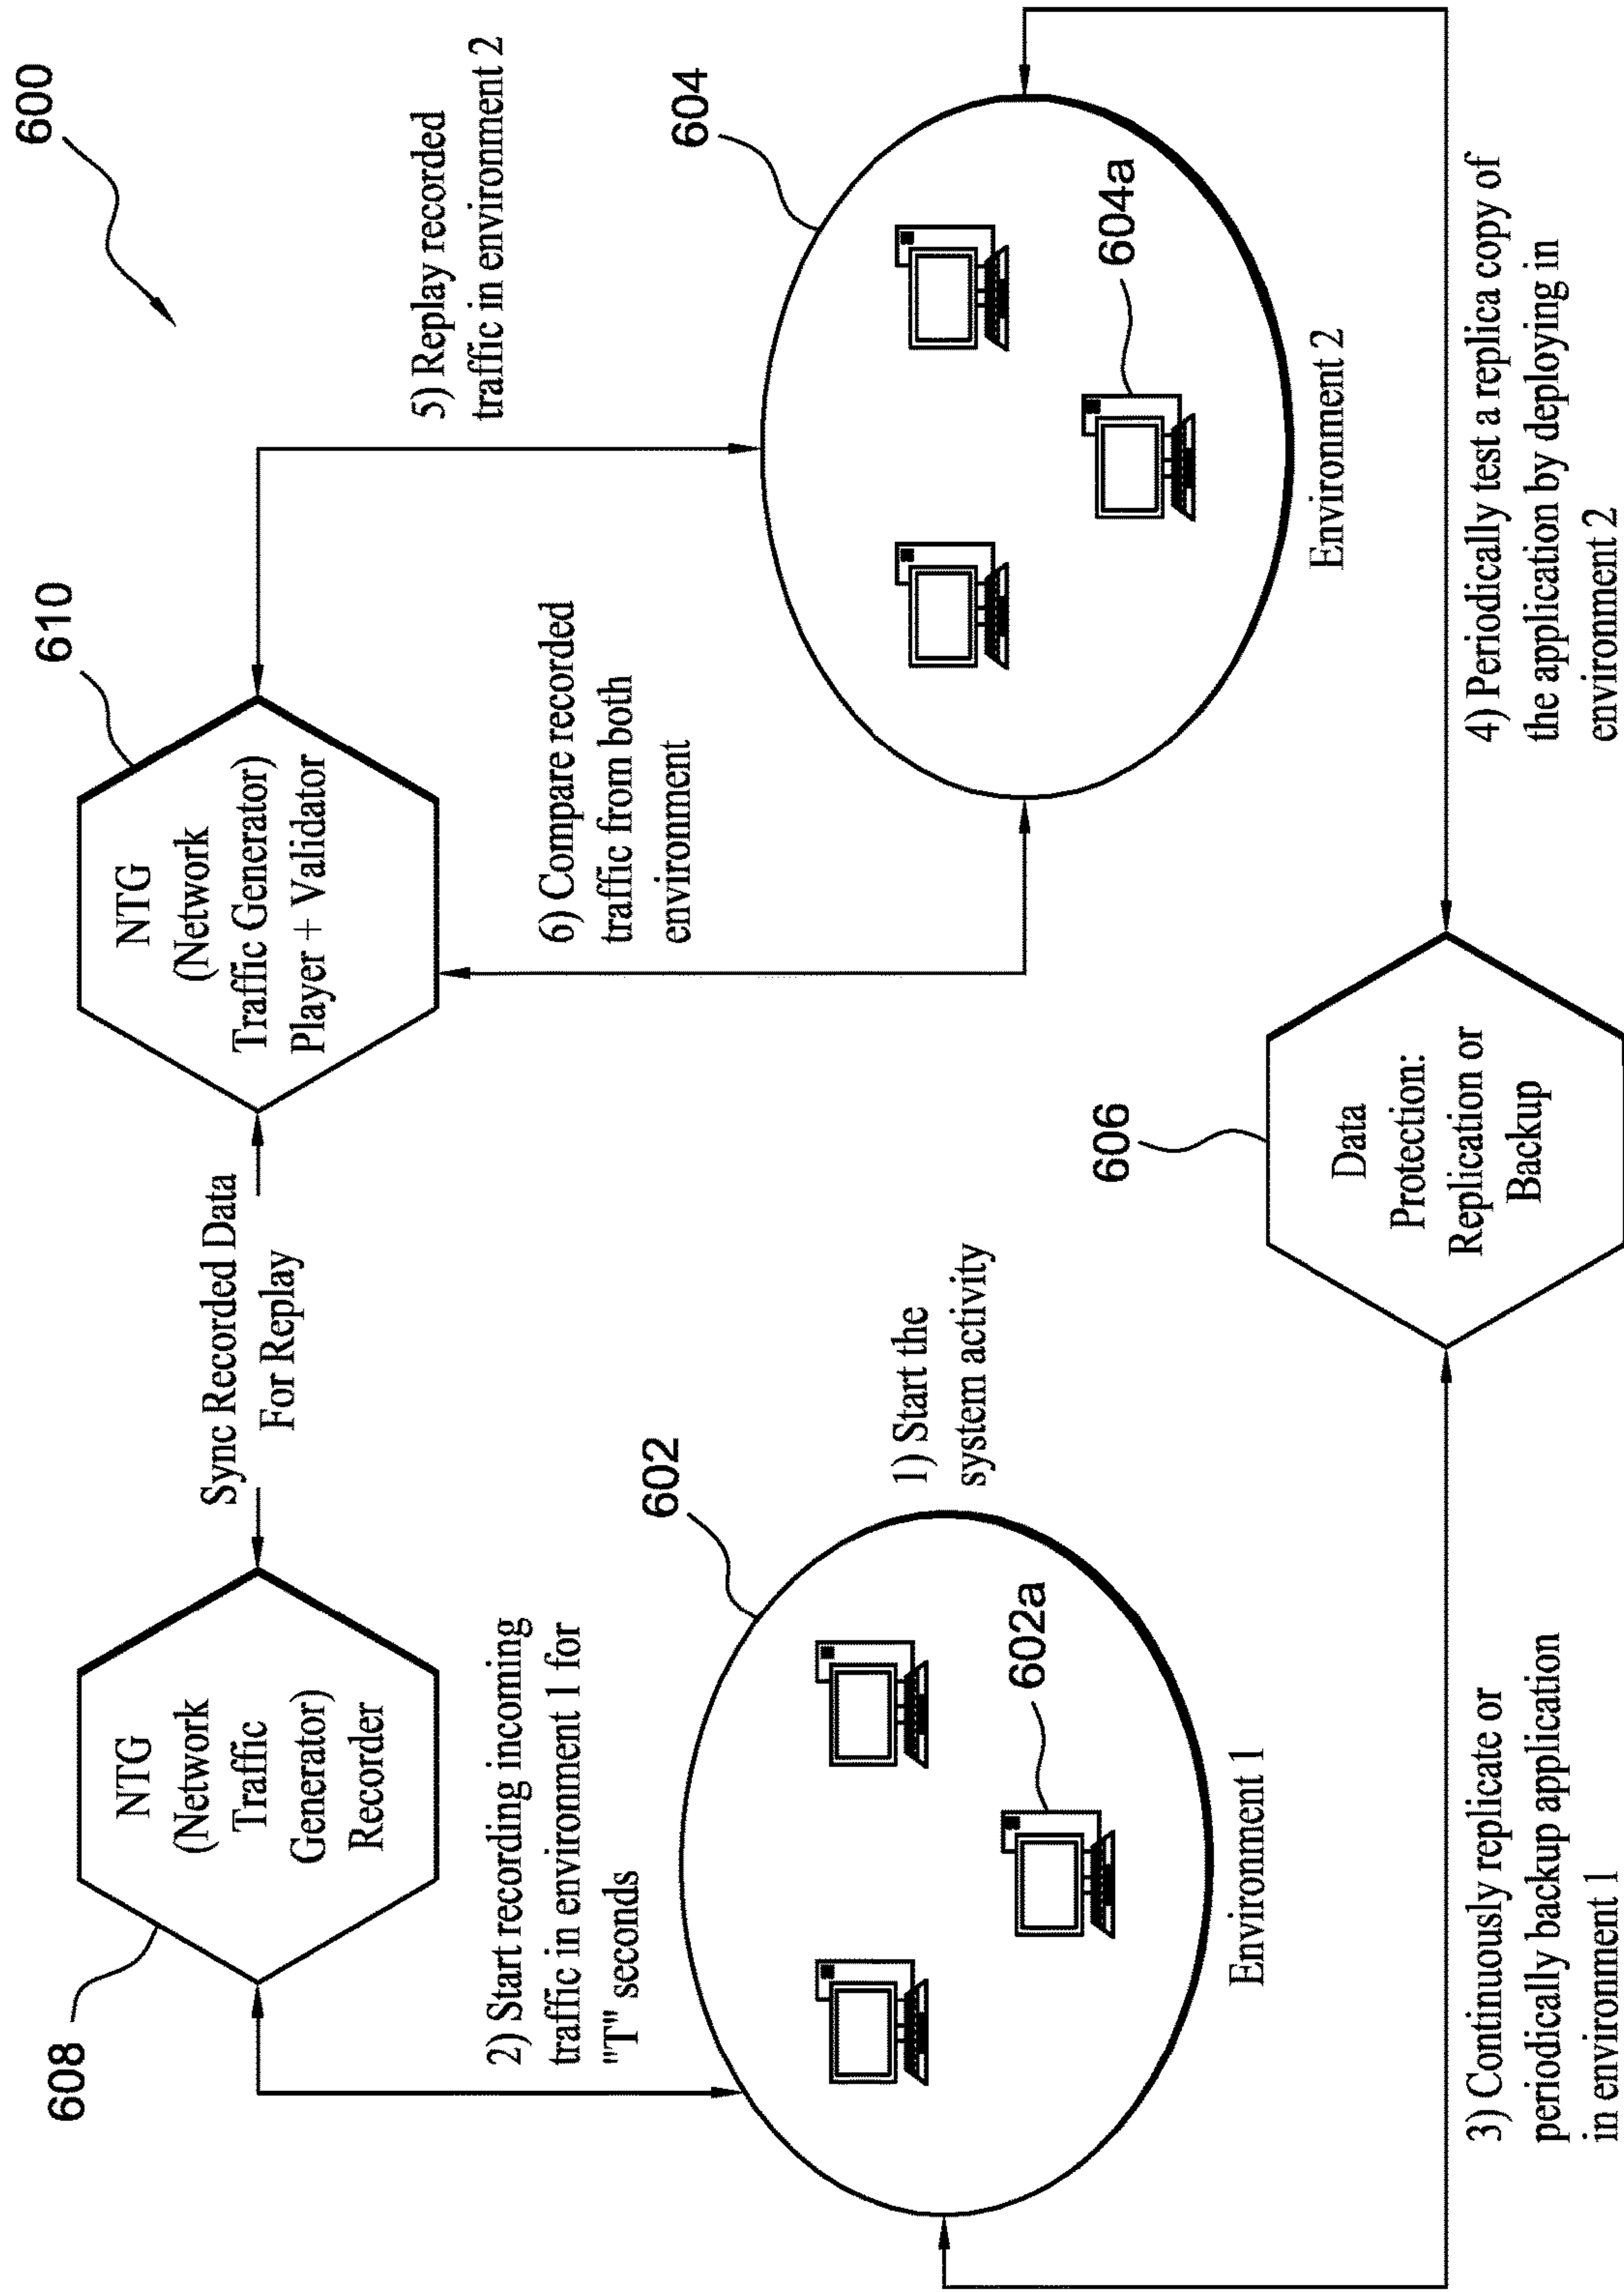 600
608
NTG
(Network
Traffic
Generator)
Recorder
Sync Recorded Data
For Replay
610
NTG
(Network
Traffic Generator)
Player + Validator
2) Start recording incoming
traffic in environment 1 for
"T" seconds
6) Compare recorded
traffic from both
environment
5) Replay recorded
traffic in environment 2
602
602a
Environment 1
1) Start the
system activity
604
604a
Environment 2
606
Data
Protection:
Replication or
Backup
3) Continuously replicate or
periodically backup application
in environment 1
4) Periodically test a replica copy of
the application by deploying in
environment 2